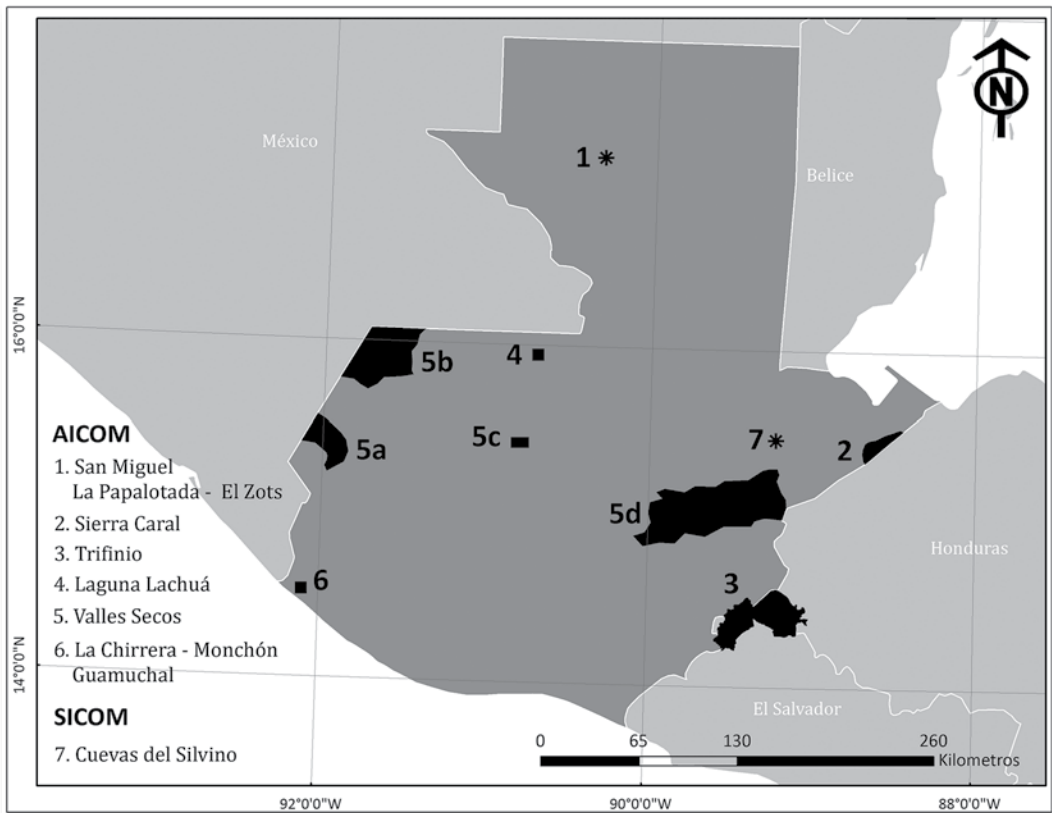 N
México
1
Belice
16°0'0"N
5b
4
5c
7
2
5a
5d
AICOM
1. San Miguel
La Papalotada - El Zots
2. Sierra Caral
3. Trifinio
4. Laguna Lachuá
5. Valles Secos
6. La Chirrera - Monchón
Guamuchal
SICOM
7. Cuevas del Silvino
Honduras
6
3
14°0'0"N
El Salvador
0 65 130 260
Kilometros
92°0'0"W 90°0'0"W 88°0'0"W